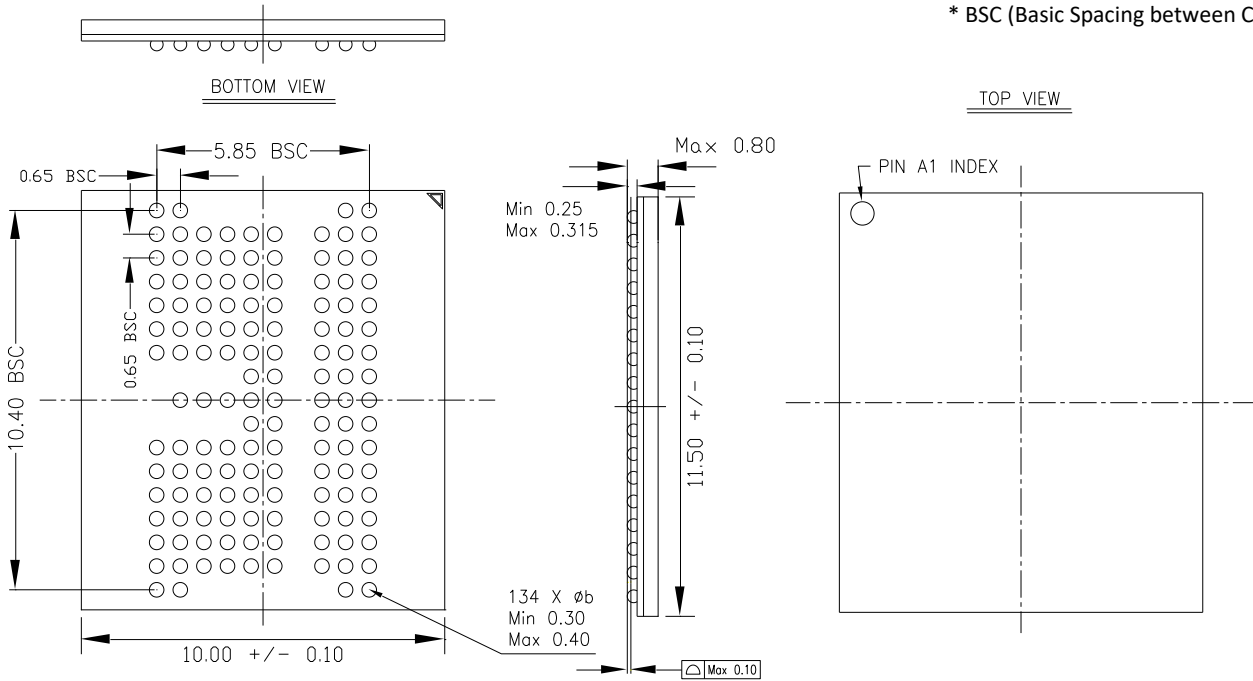 * BSC (Basic Spacing between C
BOTTOM VIEW
TOP VIEW
5.85 BSC
0.65 BSC
0.65 BSC
10.40 BSC
10.00 +/- 0.10
134 X øb
Min 0.30
Max 0.40
Max 0.80
Min 0.25
Max 0.315
11.50 +/- 0.10
Max 0.10
PIN A1 INDEX